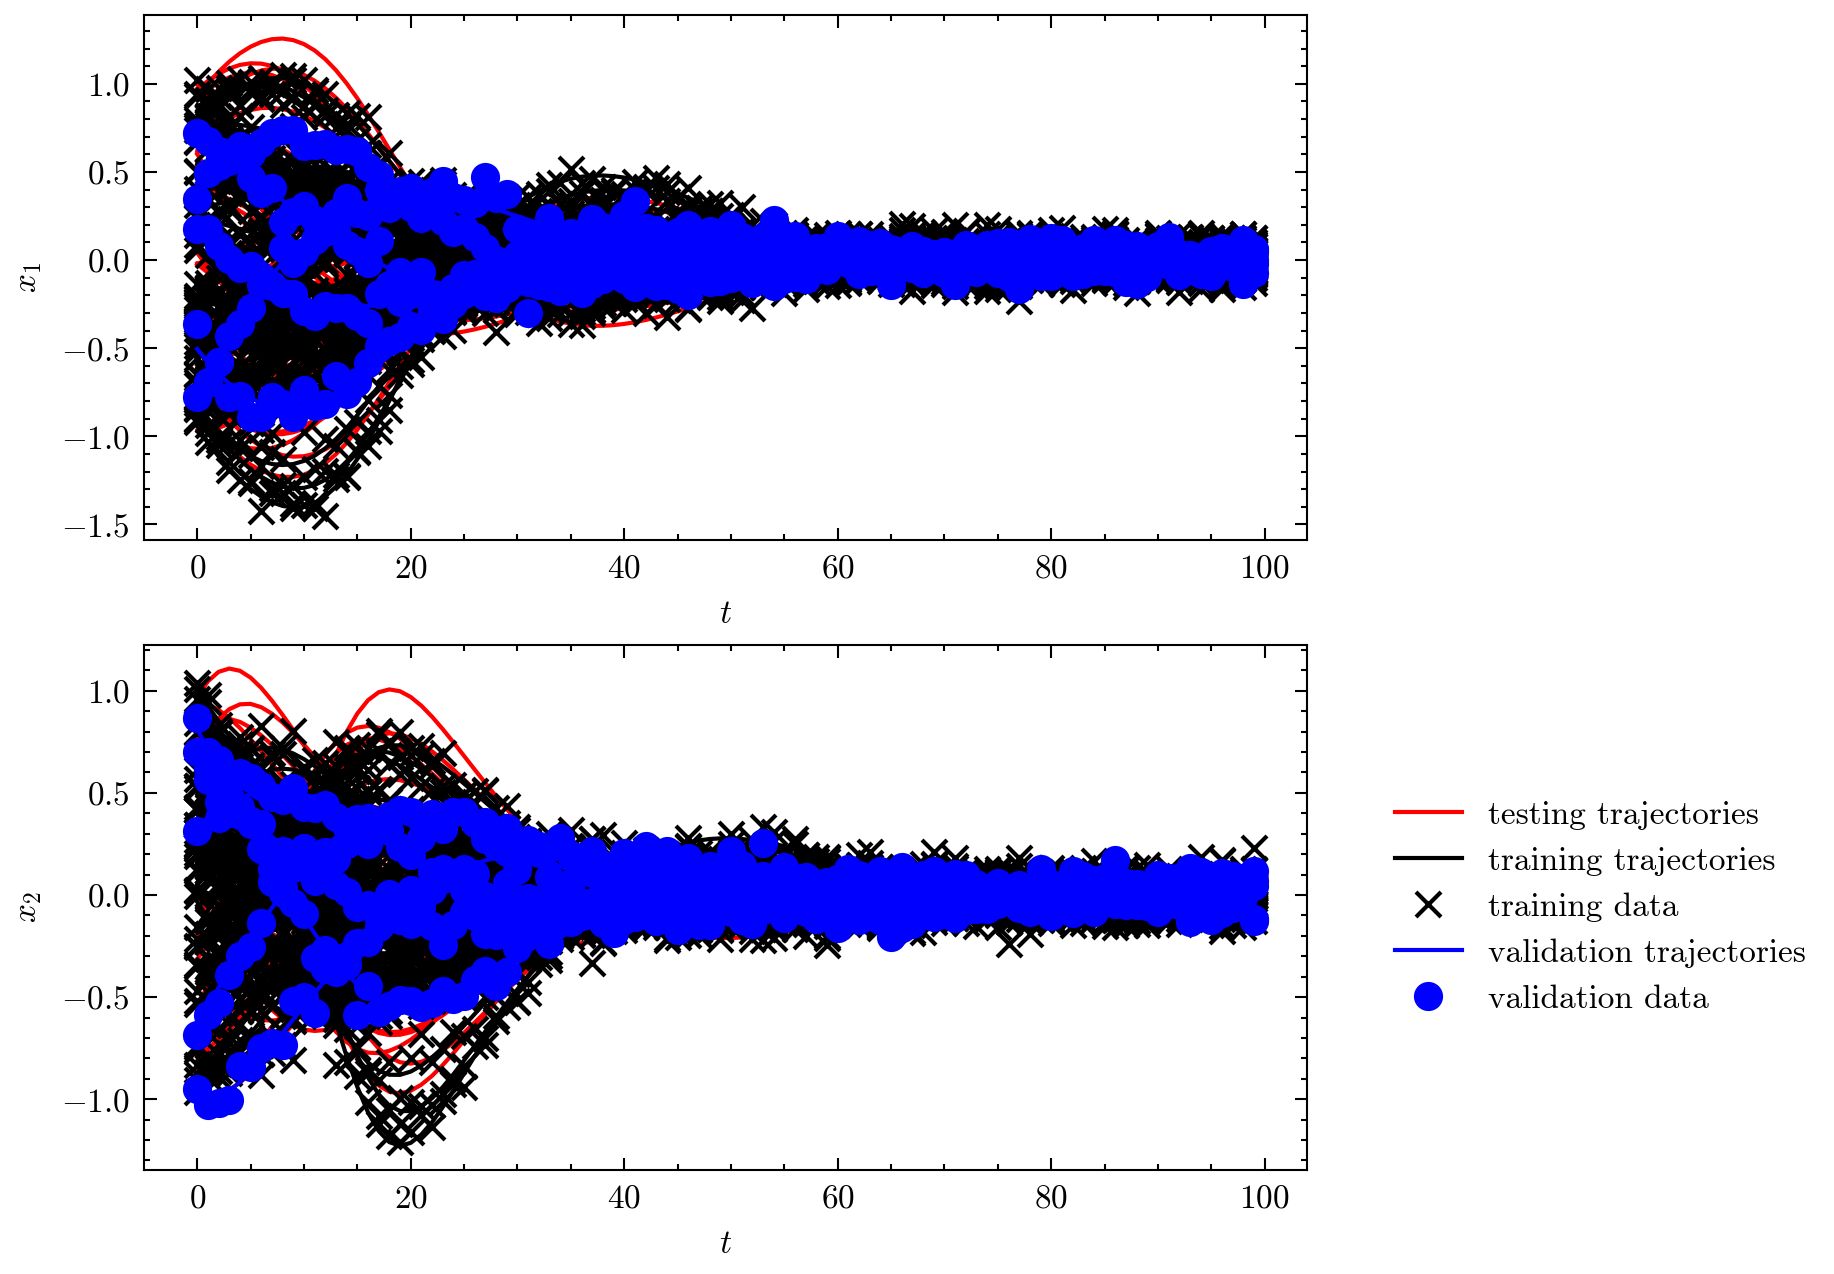 1.0
0.5
0.0
−0.5
−1.0
−1.5
x₁
0 20 40 60 80 100
t
1.0
0.5
0.0
−0.5
−1.0
x₂
0 20 40 60 80 100
t
testing trajectories
training trajectories
training data
validation trajectories
validation data